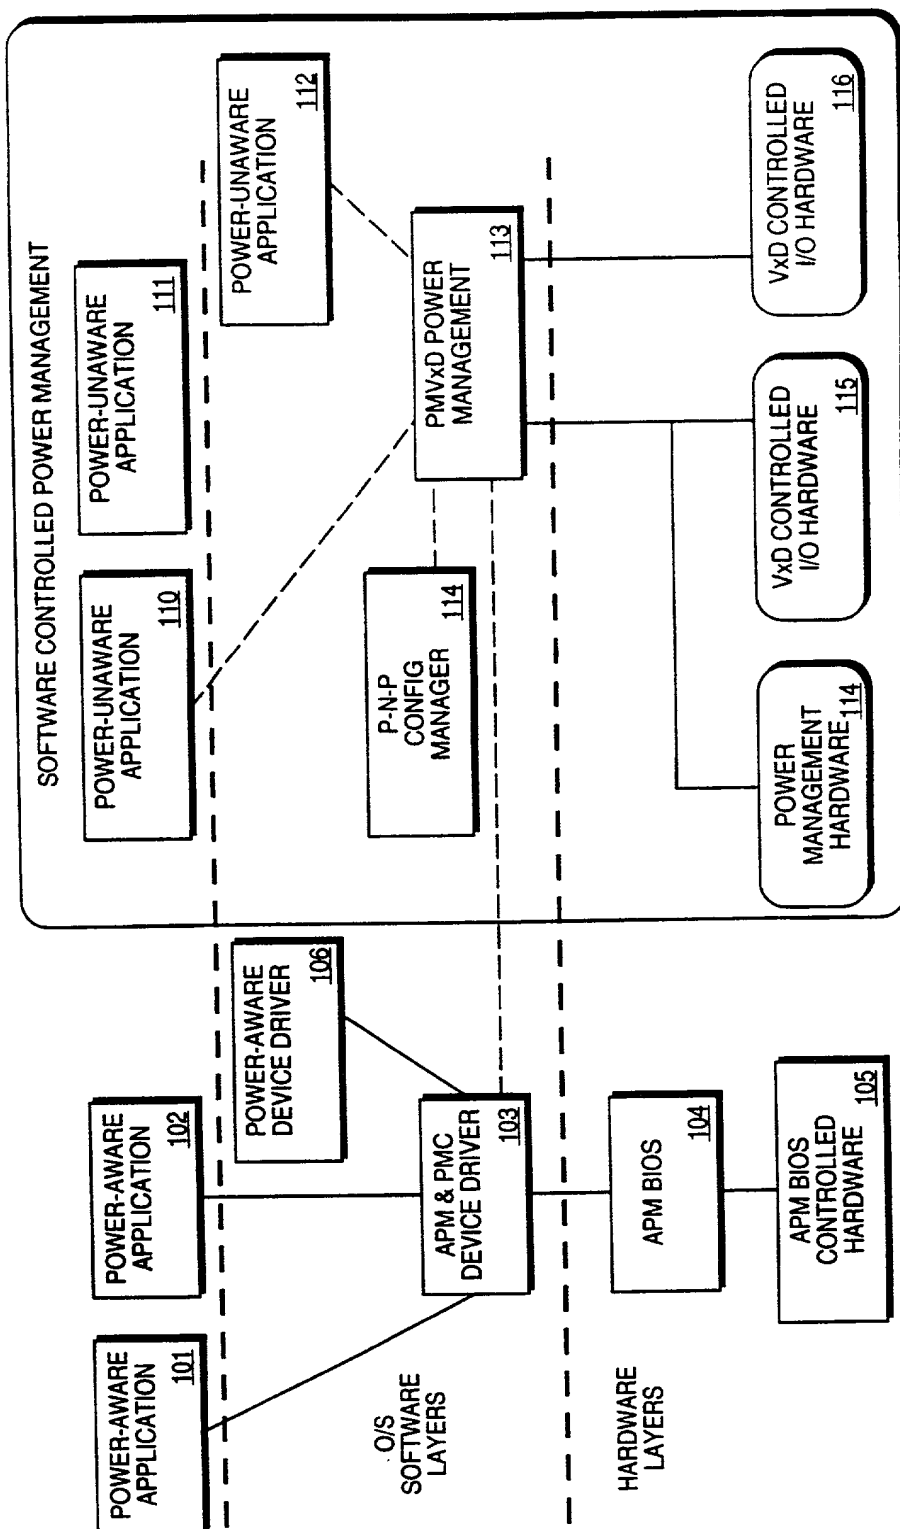 SOFTWARE CONTROLLED POWER MANAGEMENT
POWER-AWARE
APPLICATION
101
POWER-AWARE
APPLICATION
102
POWER-UNAWARE
APPLICATION
110
POWER-UNAWARE
APPLICATION
111
POWER-AWARE
DEVICE DRIVER
106
POWER-UNAWARE
APPLICATION
112
O/S
SOFTWARE
LAYERS
APM & PMC
DEVICE DRIVER
103
P-N-P
CONFIG
MANAGER
114
PMVxD POWER
MANAGEMENT
113
HARDWARE
LAYERS
APM BIOS
104
APM BIOS
CONTROLLED
HARDWARE
105
POWER
MANAGEMENT
HARDWARE 114
VxD CONTROLLED
I/O HARDWARE
115
VxD CONTROLLED
I/O HARDWARE
116